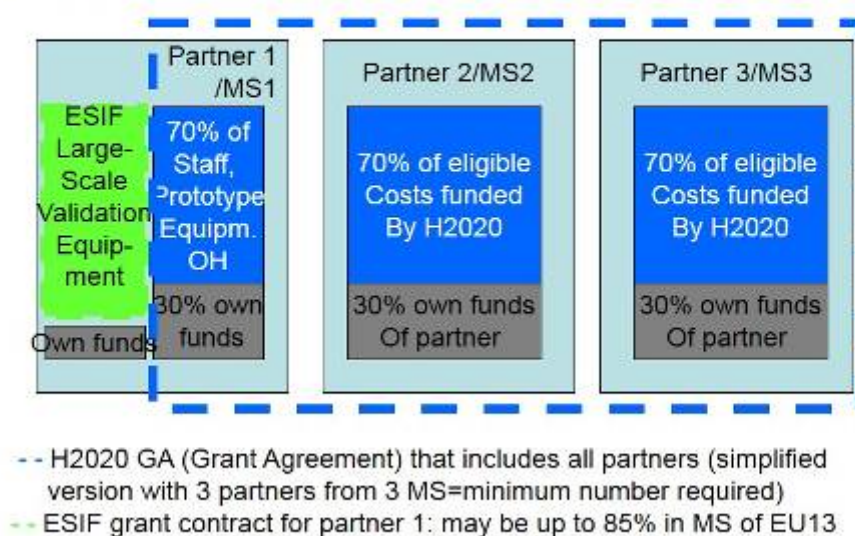 Partner 1
/MS1
ESIF
Large-
Scale
Validation
Equip-
ment
Own funds
70% of
Staff,
Prototype
Equipm.
OH
30% own
funds
Partner 2/MS2
70% of eligible
Costs funded
By H2020
30% own funds
Of partner
Partner 3/MS3
70% of eligible
Costs funded
By H2020
30% own funds
Of partner
H2020 GA (Grant Agreement) that includes all partners (simplified
version with 3 partners from 3 MS=minimum number required)
ESIF grant contract for partner 1: may be up to 85% in MS of EU13